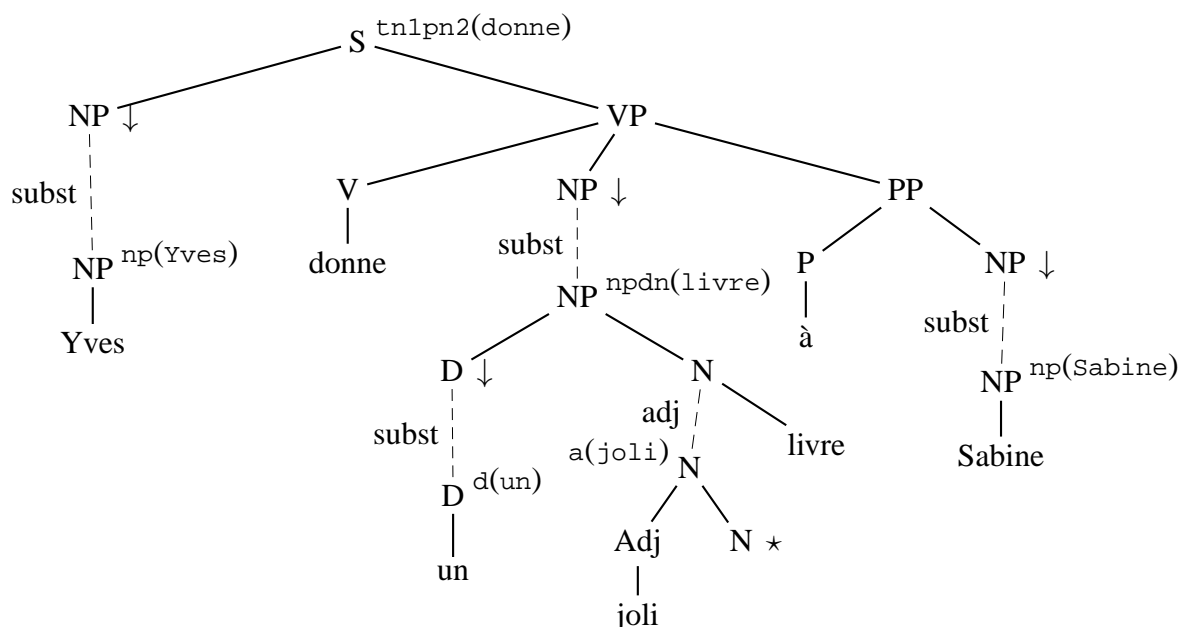 S tn1pn2(donne)
NP ↓ VP
subst V NP ↓ PP
NP np(Yves) donne subst P NP ↓
Yves NP npdn(livre) à subst
D ↓ N NP np(Sabine)
subst adj livre Sabine
D d(un) a(joli) N
un Adj N ⋆
joli